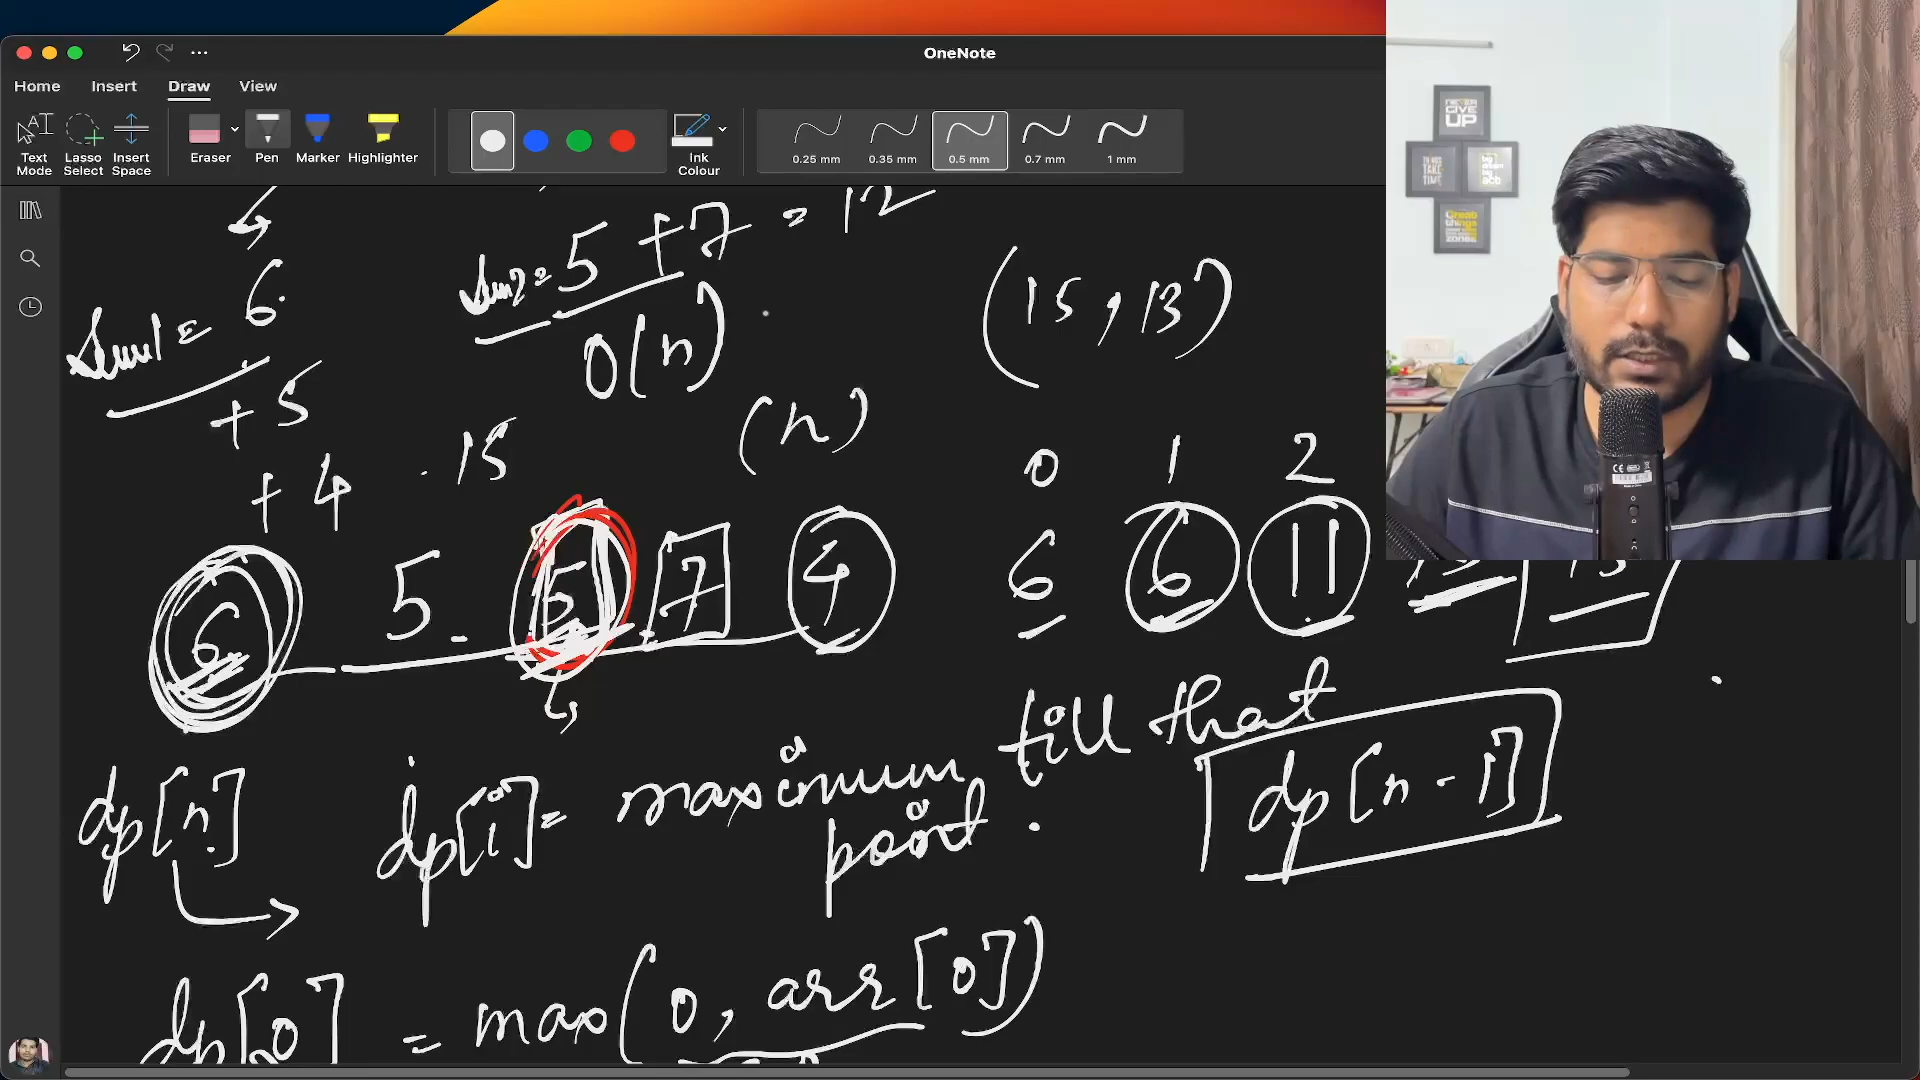 OneNote
Home Insert Draw View
Text Mode
Lasso Select
Insert Space
Eraser
Pen
Marker
Highlighter
Ink Colour
0.25 mm
0.35 mm
0.5 mm
0.7 mm
1 mm
NEVER GIVE UP
Sum2 = 5 + 7 = 12
Sum1 = 6
+ 5
+ 4 . 15
O(n)
(n)
(15, 13)
0 1 2
6 5 5 7 4
6 6 11
dp[n]
dp[i] = maximum till that
point.
dp[n-1]
dp[0] = max(0, arr[0])